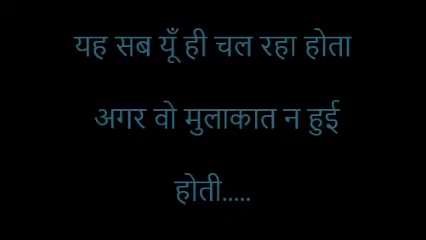 यह सब यूँ ही चल रहा होता
अगर वो मुलाकात न हुई
होती.....